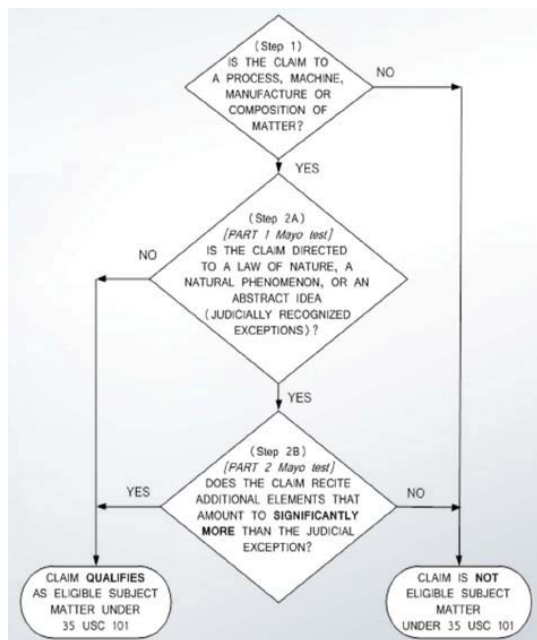 (Step 1)
IS THE CLAIM TO
A PROCESS, MACHINE,
MANUFACTURE OR
COMPOSITION OF
MATTER?
NO
YES
(Step 2A)
[PART 1 Mayo test]
IS THE CLAIM DIRECTED
TO A LAW OF NATURE, A
NATURAL PHENOMENON, OR AN
ABSTRACT IDEA
(JUDICIALLY RECOGNIZED
EXCEPTIONS)?
NO
YES
(Step 2B)
[PART 2 Mayo test]
DOES THE CLAIM RECITE
ADDITIONAL ELEMENTS THAT
AMOUNT TO SIGNIFICANTLY
MORE THAN THE JUDICIAL
EXCEPTION?
YES
NO
CLAIM QUALIFIES
AS ELIGIBLE SUBJECT
MATTER UNDER
35 USC 101
CLAIM IS NOT
ELIGIBLE SUBJECT
MATTER
UNDER 35 USC 101